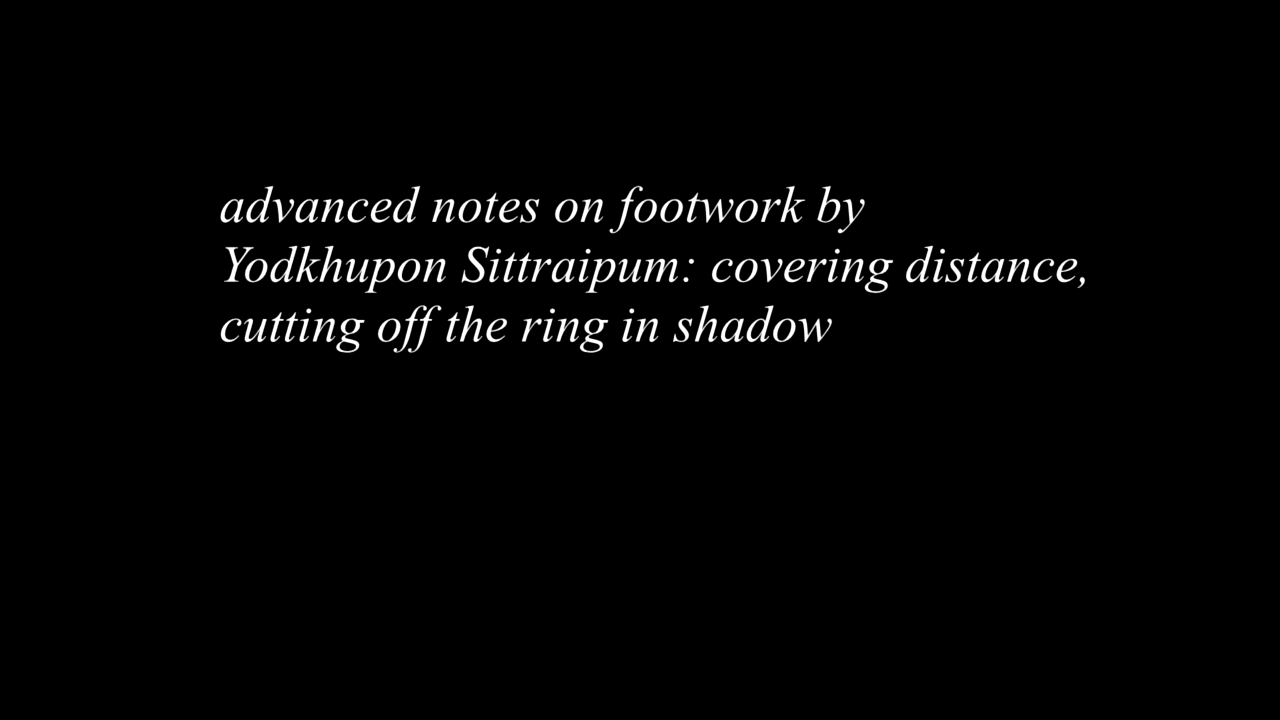 advanced notes on footwork by
Yodkhupon Sittraipum: covering distance,
cutting off the ring in shadow